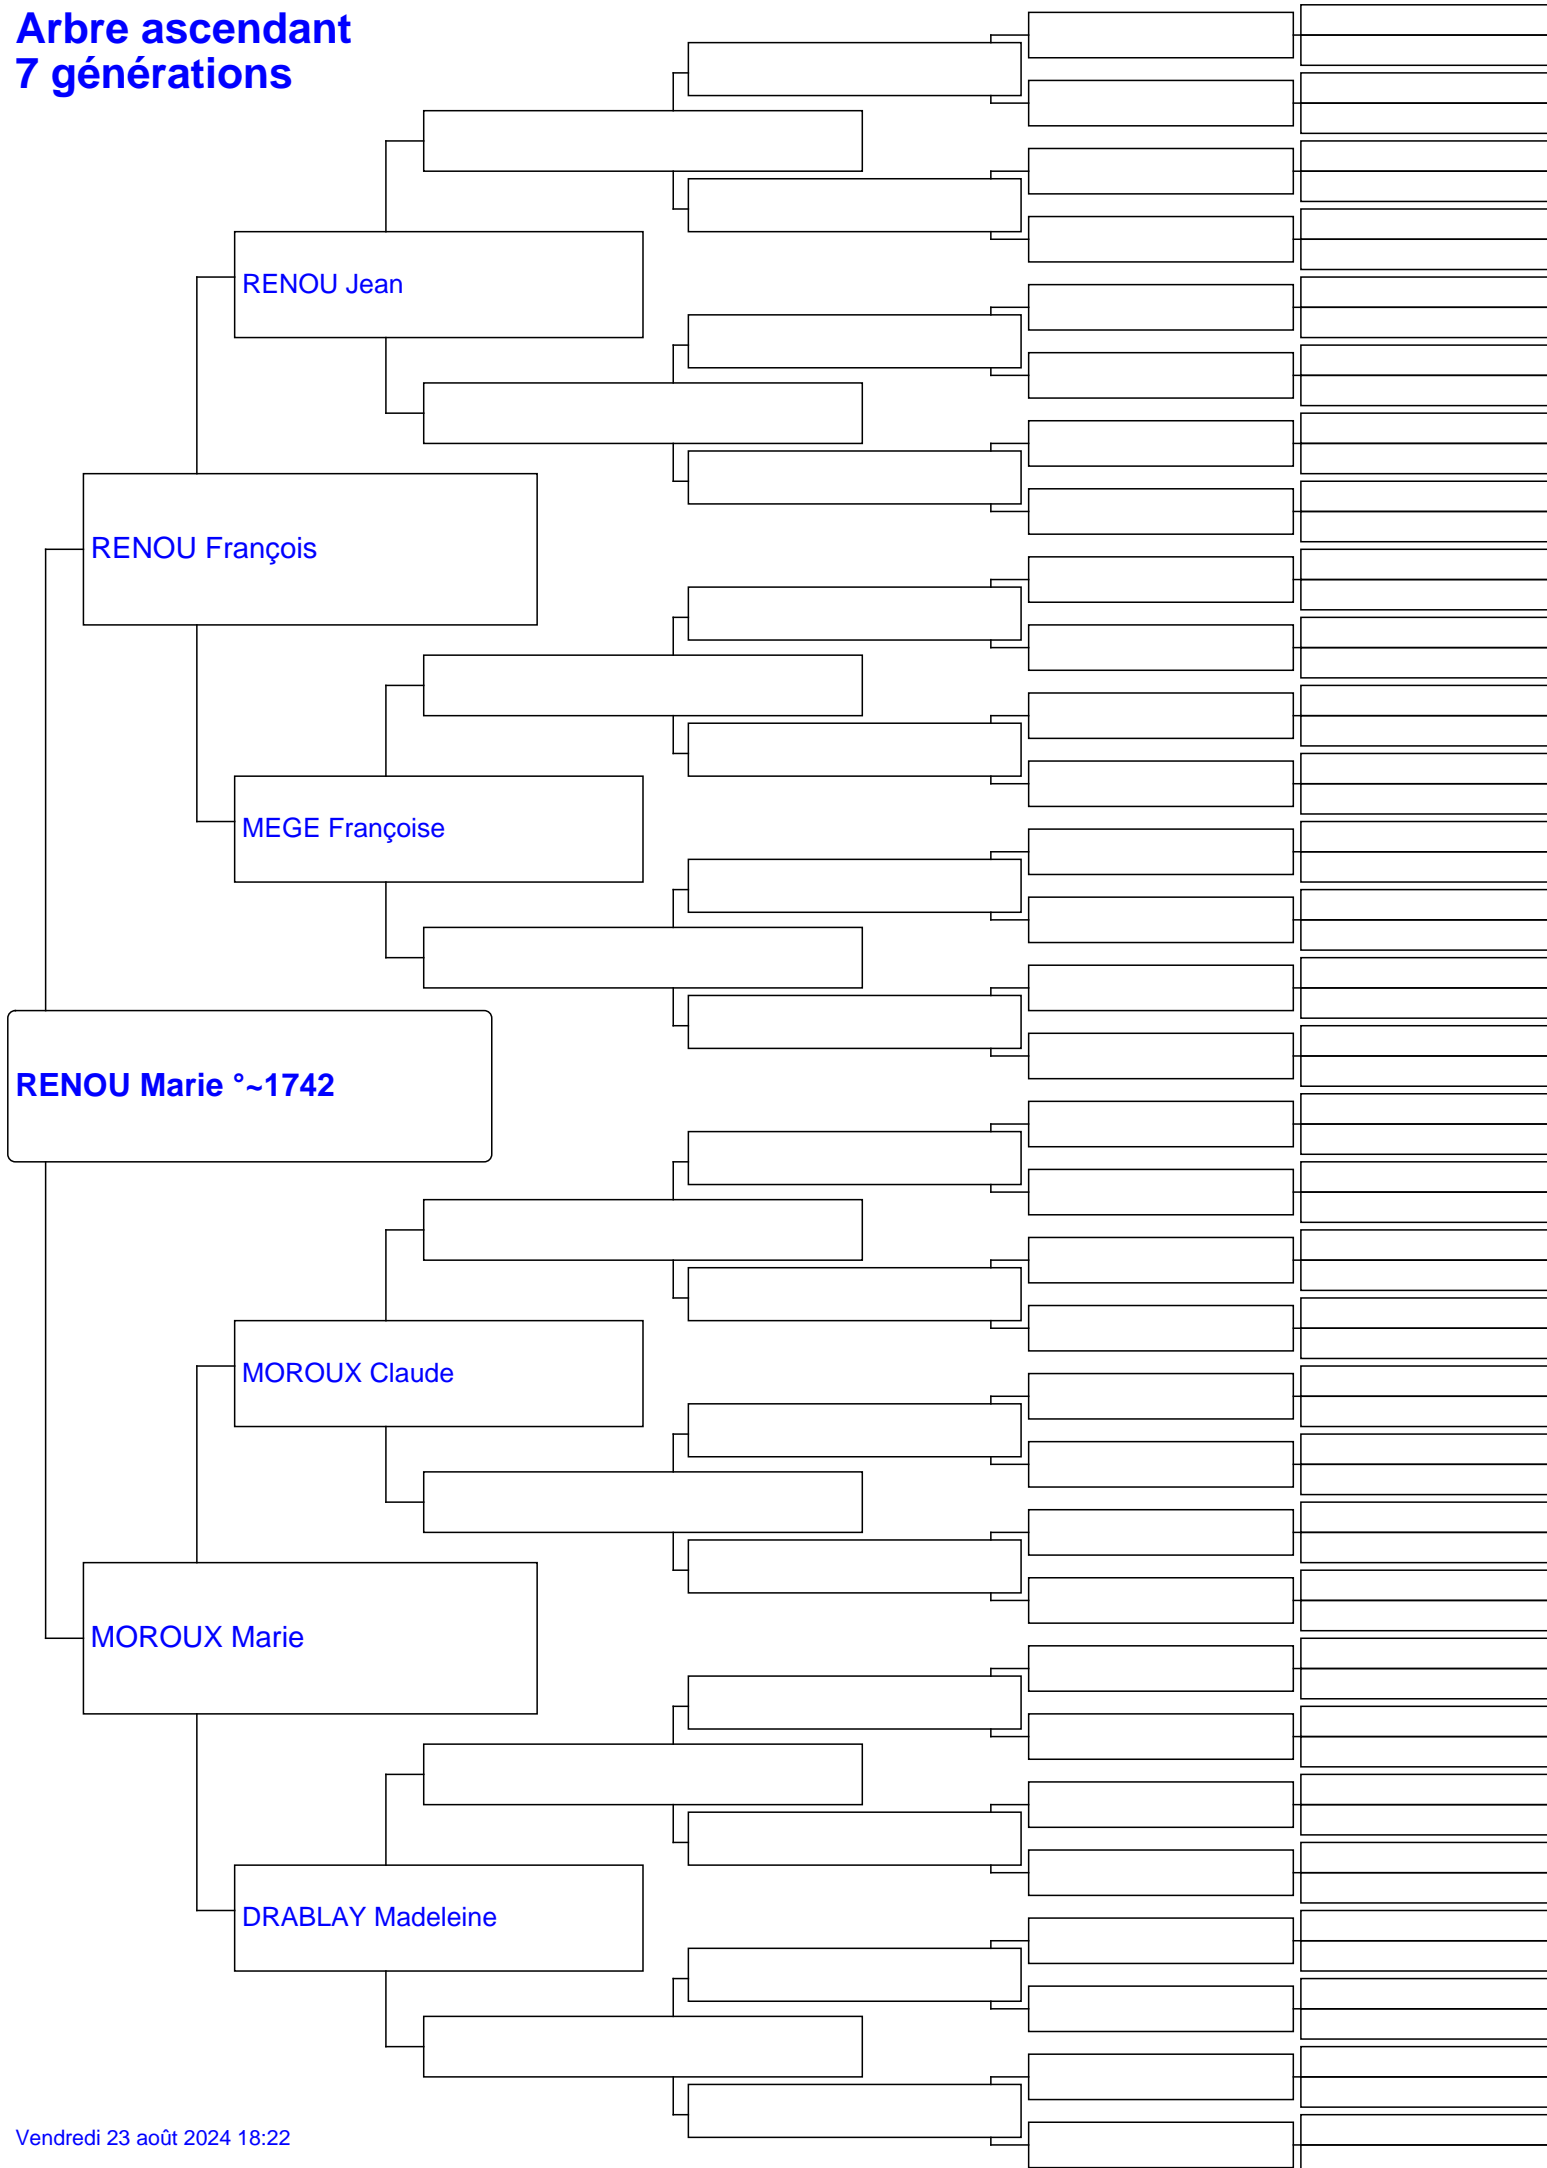 Arbre ascendant
7 générations
RENOU Jean
RENOU François
MEGE Françoise
RENOU Marie °~1742
MOROUX Claude
MOROUX Marie
DRABLAY Madeleine
Vendredi 23 août 2024 18:22